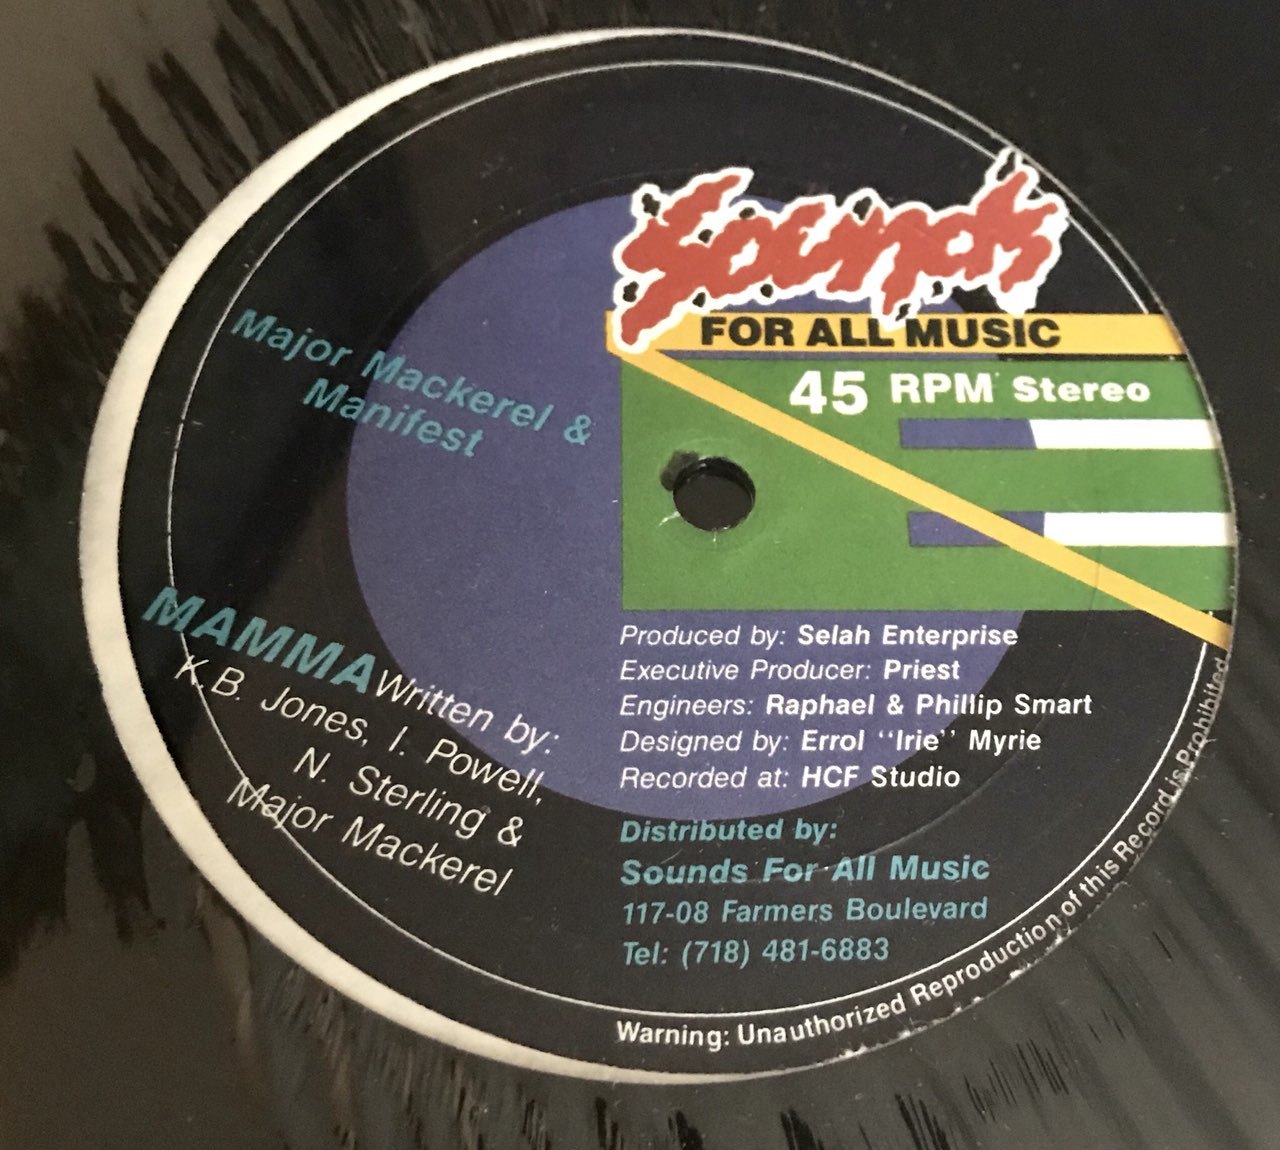 Sounds
FOR ALL MUSIC
45 RPM Stereo
Major Mackerel &
Manifest
MAMMA Written by:
K.B. Jones, I. Powell,
N. Sterling &
Major Mackerel
Produced by: Selah Enterprise
Executive Producer: Priest
Engineers: Raphael & Phillip Smart
Designed by: Errol "Irie" Myrie
Recorded at: HCF Studio
Distributed by:
Sounds For All Music
117-08 Farmers Boulevard
Tel: (718) 481-6883
Warning: Unauthorized Reproduction of this Record is Prohibited